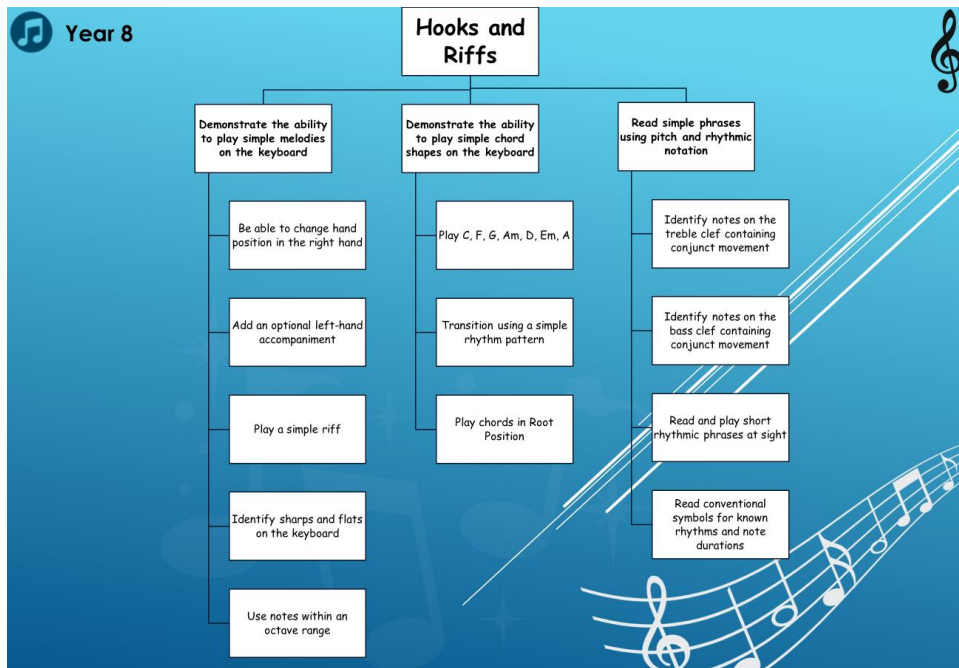 Year 8
Hooks and
Riffs
Demonstrate the ability
to play simple melodies
on the keyboard
Be able to change hand
position in the right hand
Add an optional left-hand
accompaniment
Play a simple riff
Identify sharps and flats
on the keyboard
Use notes within an
octave range
Demonstrate the ability
to play simple chord
shapes on the keyboard
Play C, F, G, Am, D, Em, A
Transition using a simple
rhythm pattern
Play chords in Root
Position
Read simple phrases
using pitch and rhythmic
notation
Identify notes on the
treble clef containing
conjunct movement
Identify notes on the
bass clef containing
conjunct movement
Read and play short
rhythmic phrases at sight
Read conventional
symbols for known
rhythms and note
durations